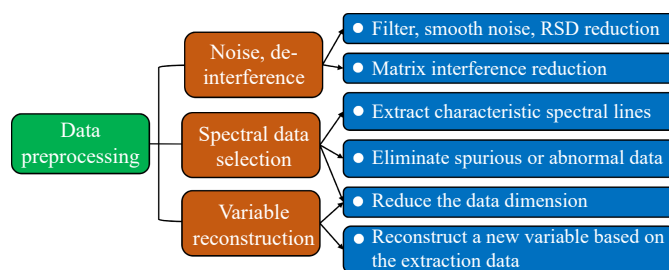 Data
preprocessing
Noise, de-
interference
Spectral data
selection
Variable
reconstruction
Filter, smooth noise, RSD reduction
Matrix interference reduction
Extract characteristic spectral lines
Eliminate spurious or abnormal data
Reduce the data dimension
Reconstruct a new variable based on
the extraction data